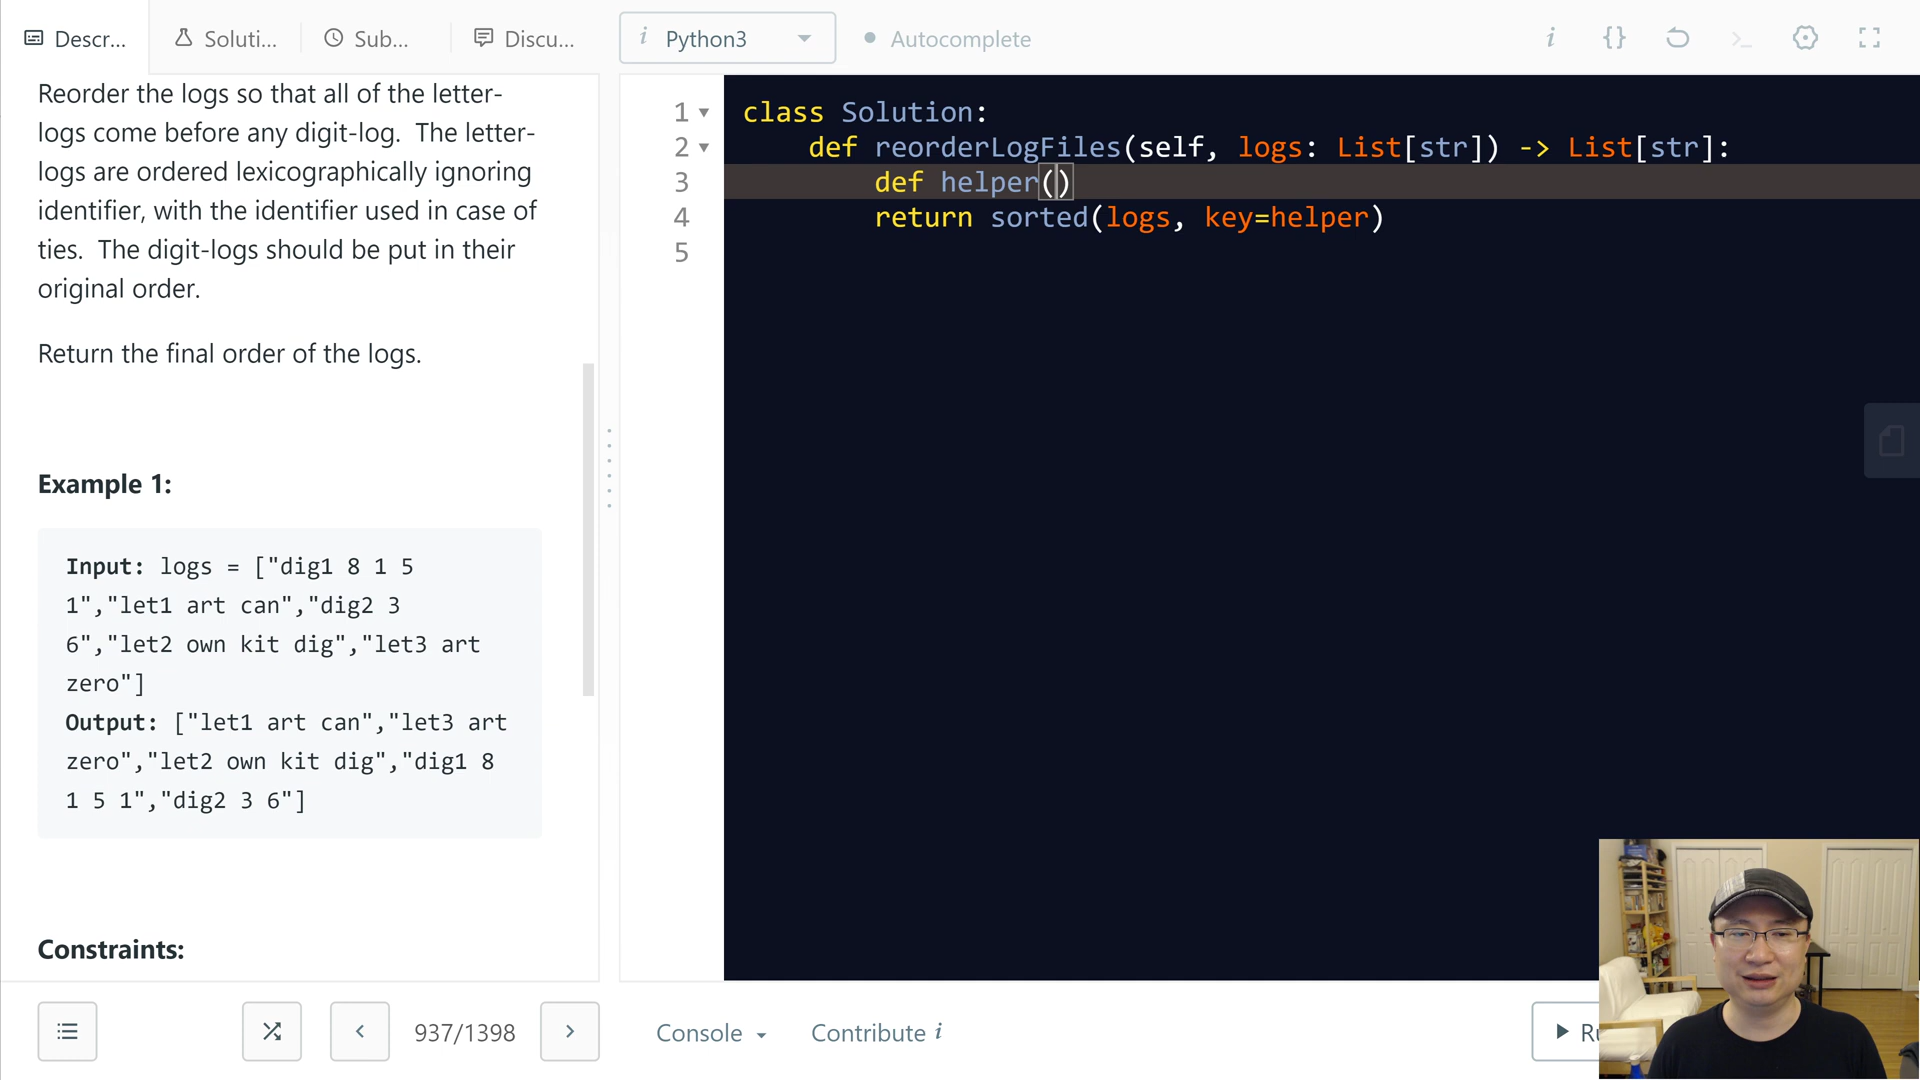 Descr...
Soluti...
Sub...
Discu...
i Python3
Autocomplete
i {} >_
Reorder the logs so that all of the letter-
logs come before any digit-log. The letter-
logs are ordered lexicographically ignoring
identifier, with the identifier used in case of
ties. The digit-logs should be put in their
original order.
Return the final order of the logs.
Example 1:
Input: logs = ["dig1 8 1 5
1","let1 art can","dig2 3
6","let2 own kit dig","let3 art
zero"]
Output: ["let1 art can","let3 art
zero","let2 own kit dig","dig1 8
1 5 1","dig2 3 6"]
Constraints:
1 class Solution:
2 def reorderLogFiles(self, logs: List[str]) -> List[str]:
3 def helper()
4 return sorted(logs, key=helper)
5
937/1398
Console
Contribute i